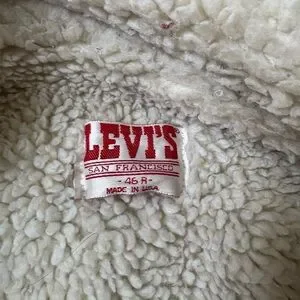 LEVI'S
SAN FRANCISCO
- 46 R -
MADE IN U.S.A.